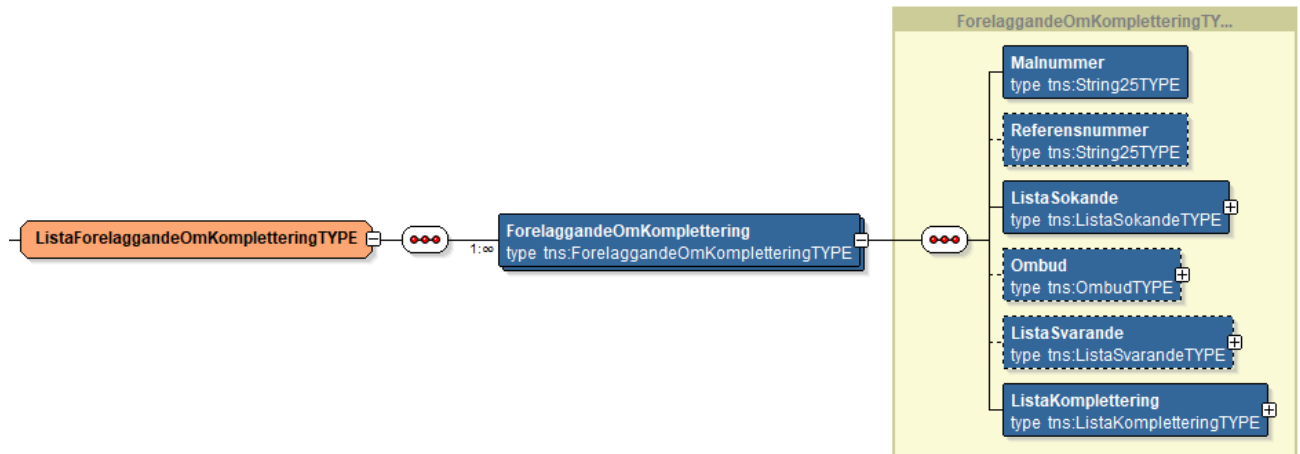 ForelaggandeOmKompletteringTY...
Malnummer
type tns:String25TYPE
Referensnummer
type tns:String25TYPE
ListaSokande
type tns:ListaSokandeTYPE
ListaForelaggandeOmKompletteringTYPE
1:∞
ForelaggandeOmKomplettering
type tns:ForelaggandeOmKompletteringTYPE
Ombud
type tns:OmbudTYPE
ListaSvarande
type tns:ListaSvarandeTYPE
ListaKomplettering
type tns:ListaKompletteringTYPE